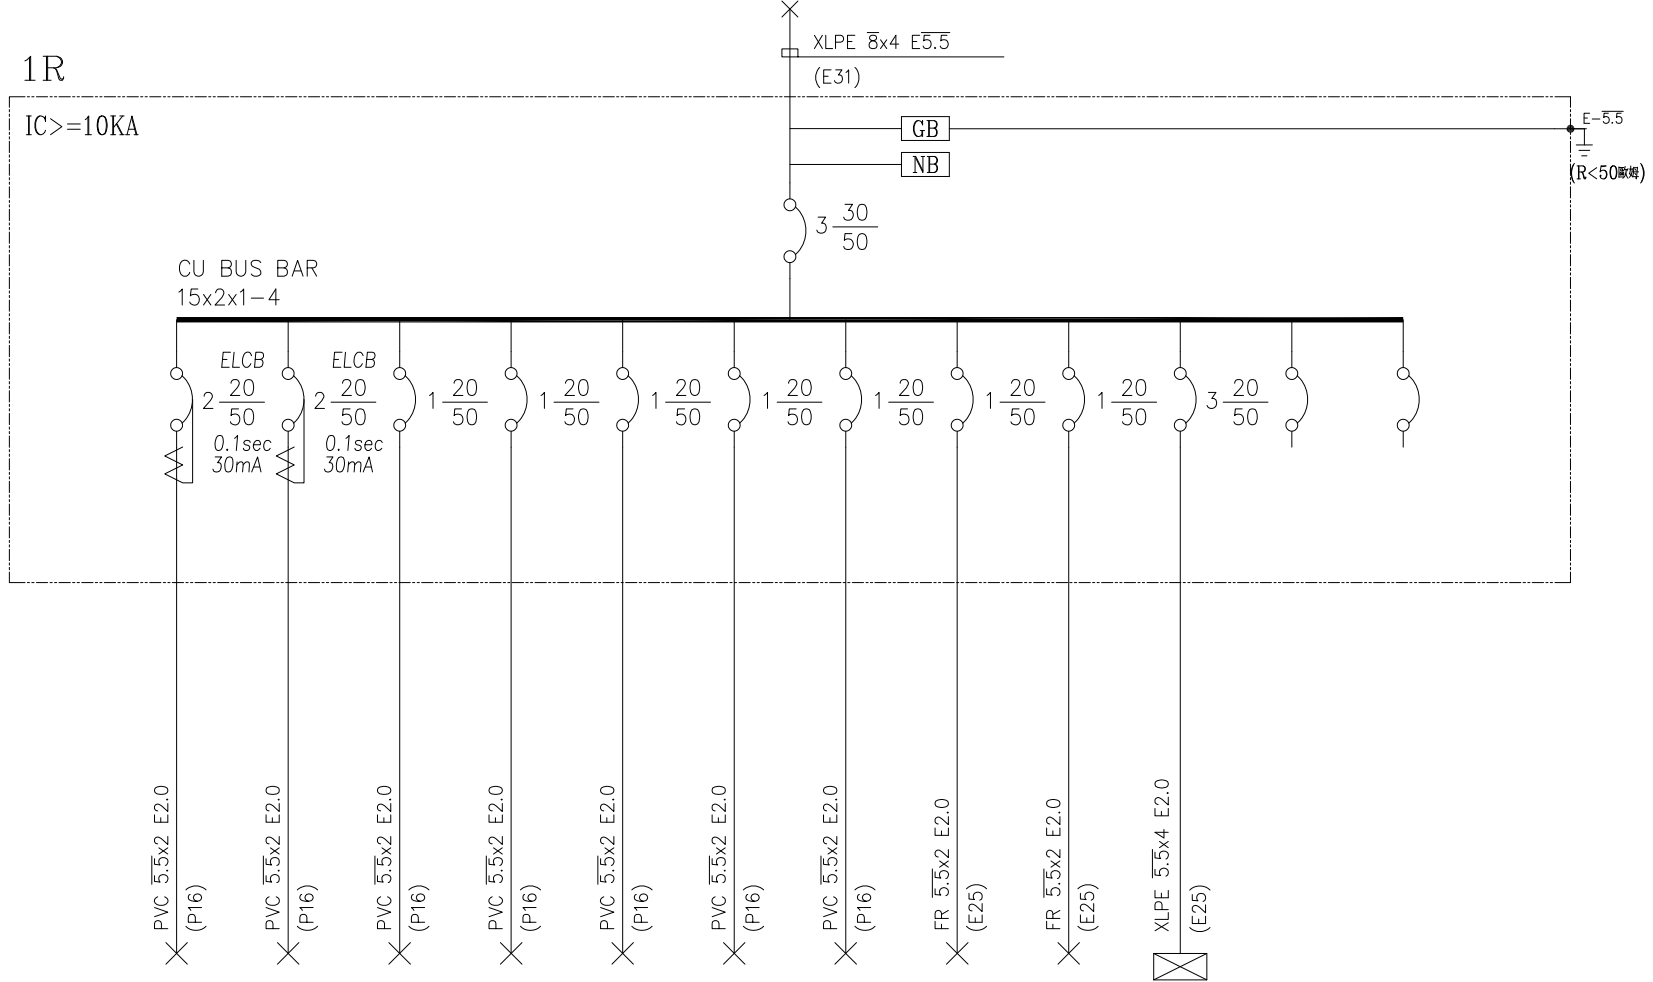 XLPE 8x4 E5.5
(E31)
1R
IC>=10KA
GB
E-5.5
NB
(R<50歐姆)
3 30
50
CU BUS BAR
15x2x1-4
ELCB
2 20
50
0.1sec
30mA
ELCB
2 20
50
0.1sec
30mA
1 20
50
1 20
50
1 20
50
1 20
50
1 20
50
1 20
50
1 20
50
3 20
50
PVC 5.5x2 E2.0
(P16)
PVC 5.5x2 E2.0
(P16)
PVC 5.5x2 E2.0
(P16)
PVC 5.5x2 E2.0
(P16)
PVC 5.5x2 E2.0
(P16)
PVC 5.5x2 E2.0
(P16)
PVC 5.5x2 E2.0
(P16)
FR 5.5x2 E2.0
(E25)
FR 5.5x2 E2.0
(E25)
XLPE 5.5x4 E2.0
(E25)